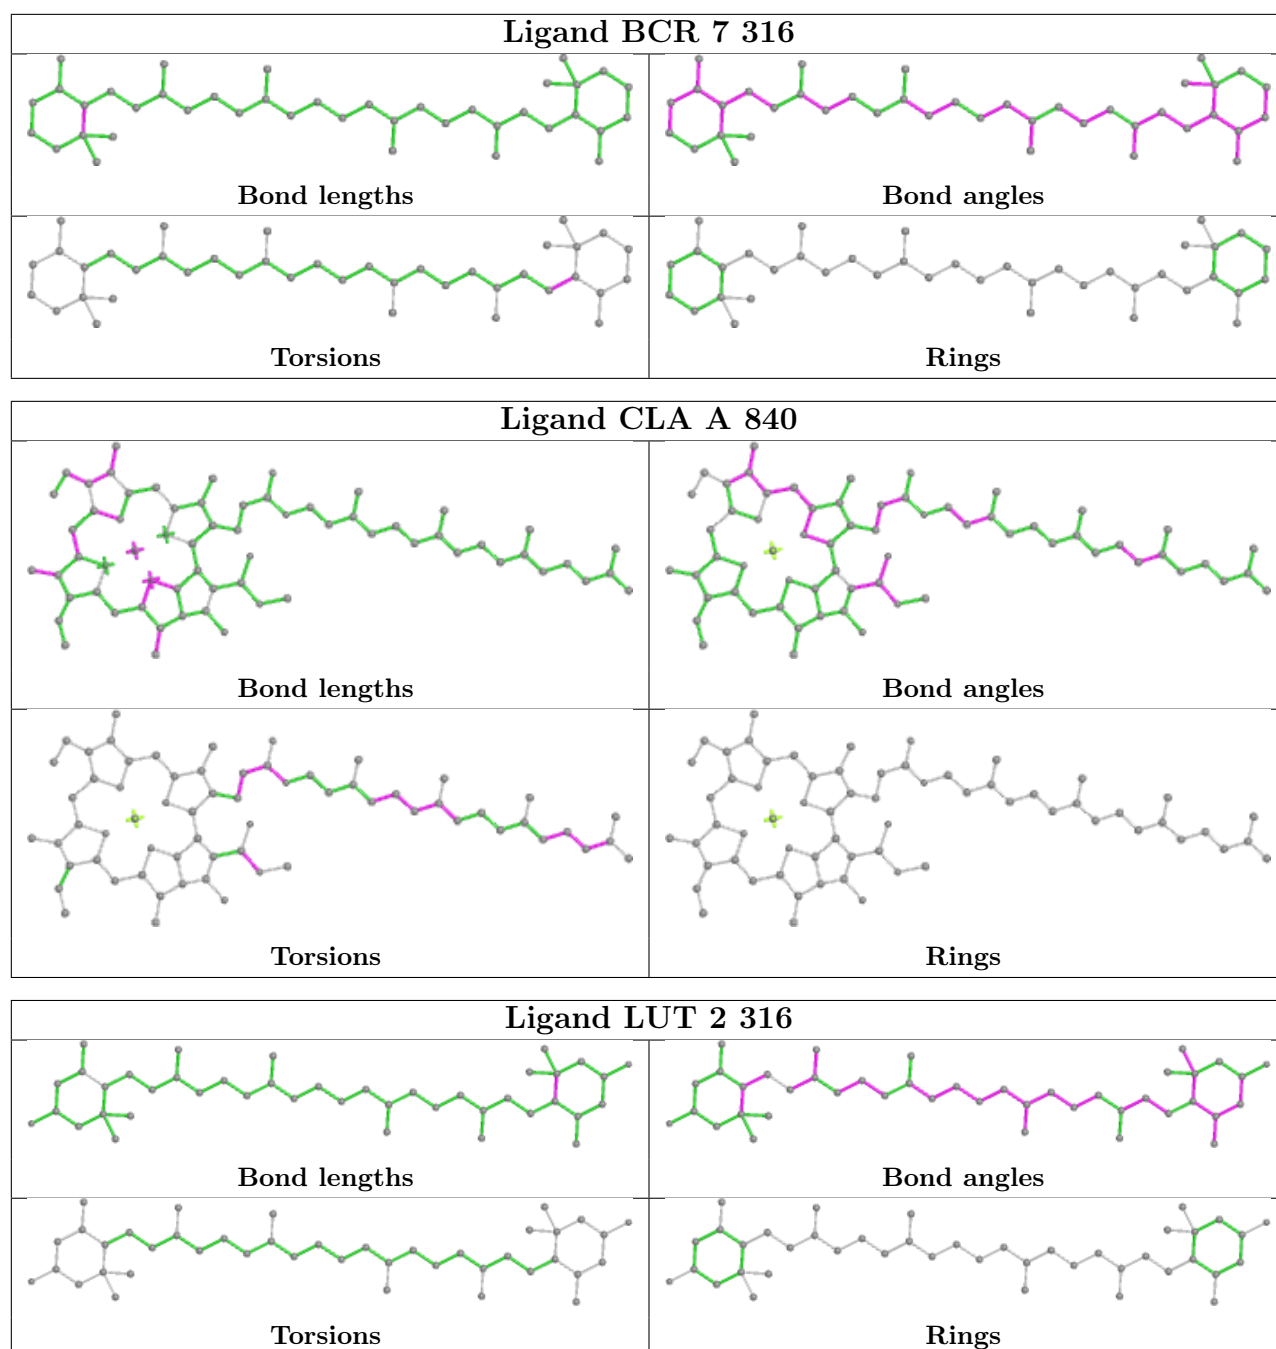 Ligand BCR 7 316
Bond lengths
Bond angles
Torsions
Rings
Ligand CLA A 840
Bond lengths
Bond angles
Torsions
Rings
Ligand LUT 2 316
Bond lengths
Bond angles
Torsions
Rings